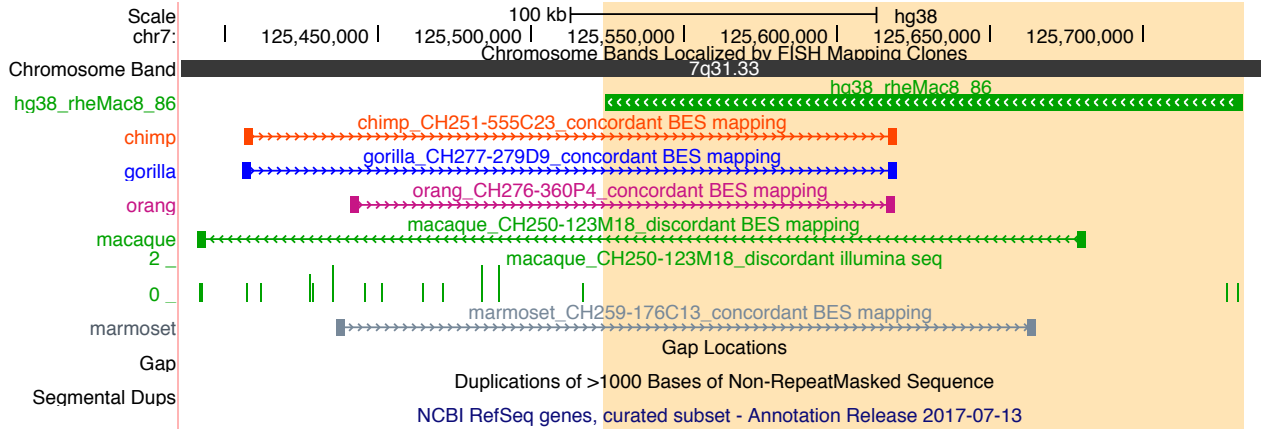 Scale 100 kb hg38
chr7: 125,450,000 125,500,000 125,550,000 125,600,000 125,650,000 125,700,000
Chromosome Bands Localized by FISH Mapping Clones
Chromosome Band 7q31.33
hg38_rheMac8_86
hg38_rheMac8_86
chimp_CH251-555C23_concordant BES mapping
chimp
gorilla_CH277-279D9_concordant BES mapping
gorilla
orang_CH276-360P4_concordant BES mapping
orang
macaque_CH250-123M18_discordant BES mapping
macaque
2 _ macaque_CH250-123M18_discordant illumina seq
0 _
marmoset_CH259-176C13_concordant BES mapping
marmoset
Gap Locations
Gap
Duplications of >1000 Bases of Non-RepeatMasked Sequence
Segmental Dups
NCBI RefSeq genes, curated subset - Annotation Release 2017-07-13